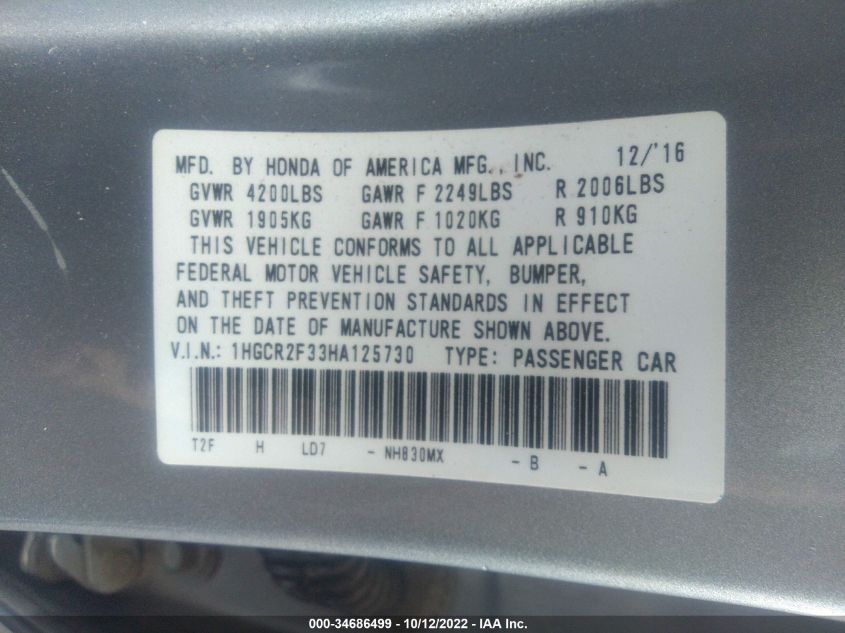 MFD. BY HONDA OF AMERICA MFG., INC. 12/'16
GVWR 4200LBS GAWR F 2249LBS R 2006LBS
GVWR 1905KG GAWR F 1020KG R 910KG
THIS VEHICLE CONFORMS TO ALL APPLICABLE
FEDERAL MOTOR VEHICLE SAFETY, BUMPER,
AND THEFT PREVENTION STANDARDS IN EFFECT
ON THE DATE OF MANUFACTURE SHOWN ABOVE.
V.I.N.: 1HGCR2F33HA125730 TYPE: PASSENGER CAR
T2F H LD7 - NH830MX - B - A
000-34686499 - 10/12/2022 - IAA Inc.